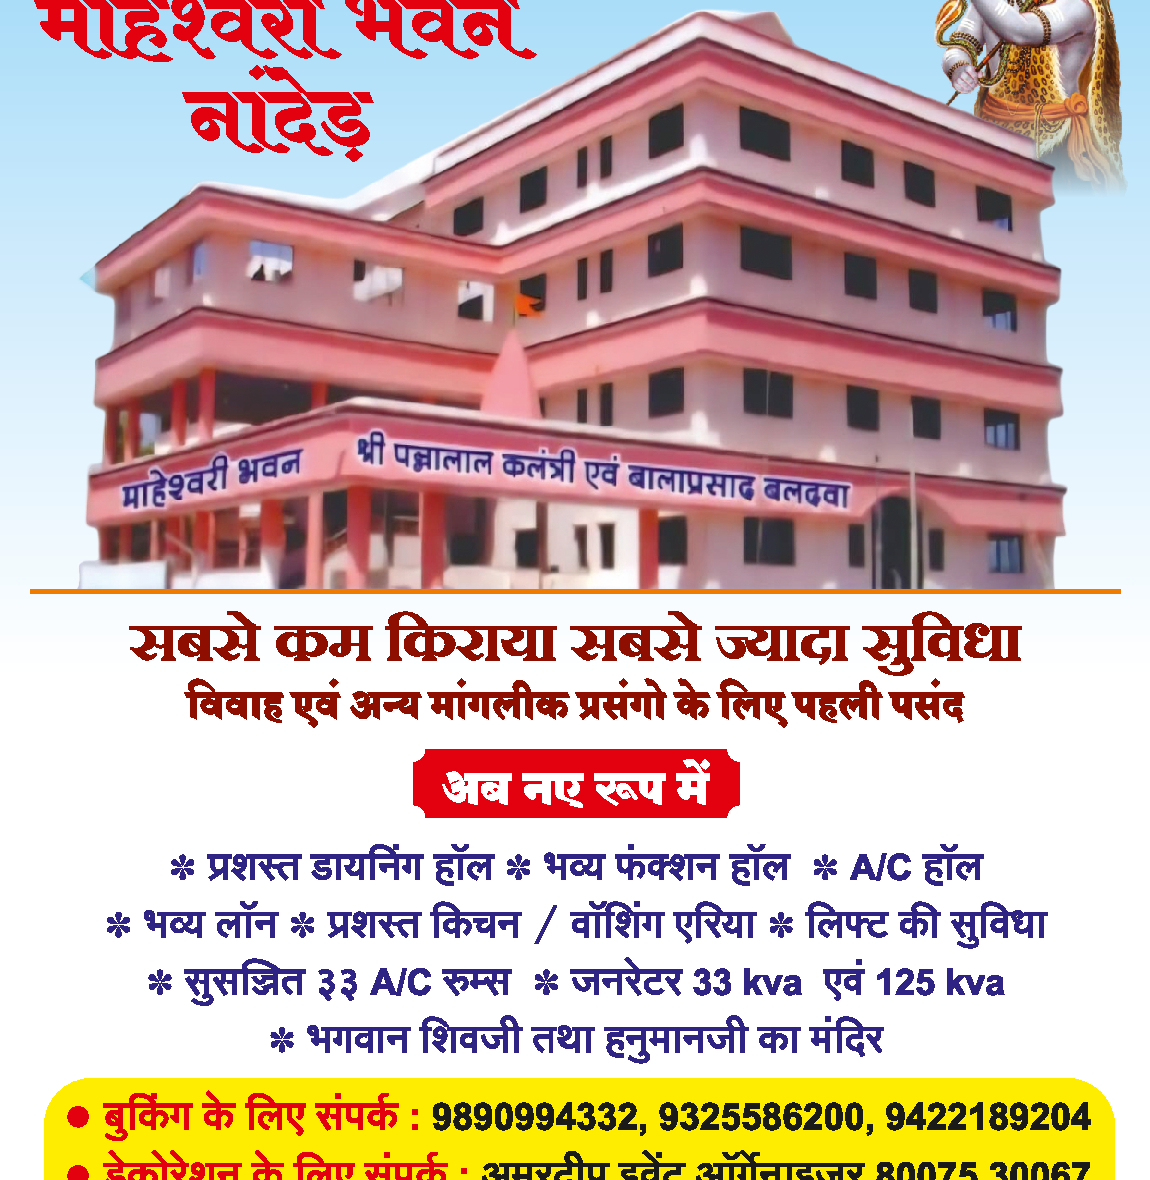 माहेश्वरी भवन
नांदेड़
माहेश्वरी भवन श्री पन्नालाल कलंत्री एवं बालाप्रसाद बलदवा
सबसे कम किराया सबसे ज्यादा सुविधा
विवाह एवं अन्य मांगलीक प्रसंगो के लिए पहली पसंद
अब नए रूप में
* प्रशस्त डायनिंग हॉल * भव्य फंक्शन हॉल * A/C हॉल
* भव्य लॉन * प्रशस्त किचन / वॉशिंग एरिया * लिफ्ट की सुविधा
* सुसज्जित ३३ A/C रुम्स * जनरेटर 33 kva एवं 125 kva
* भगवान शिवजी तथा हनुमानजी का मंदिर
● बुकिंग के लिए संपर्क : 9890994332, 9325586200, 9422189204
● डेकोरेशन के लिए संपर्क : अमरदीप इवेंट ऑर्गेनाइजर 80075 30067